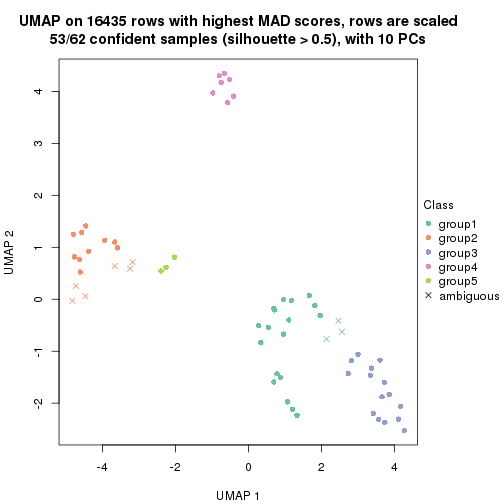 UMAP on 16435 rows with highest MAD scores, rows are scaled
53/62 confident samples (silhouette > 0.5), with 10 PCs
UMAP 2
4
3
2
1
0
-1
-2
-4
-2
0
2
4
UMAP 1
Class
group1
group2
group3
group4
group5
ambiguous